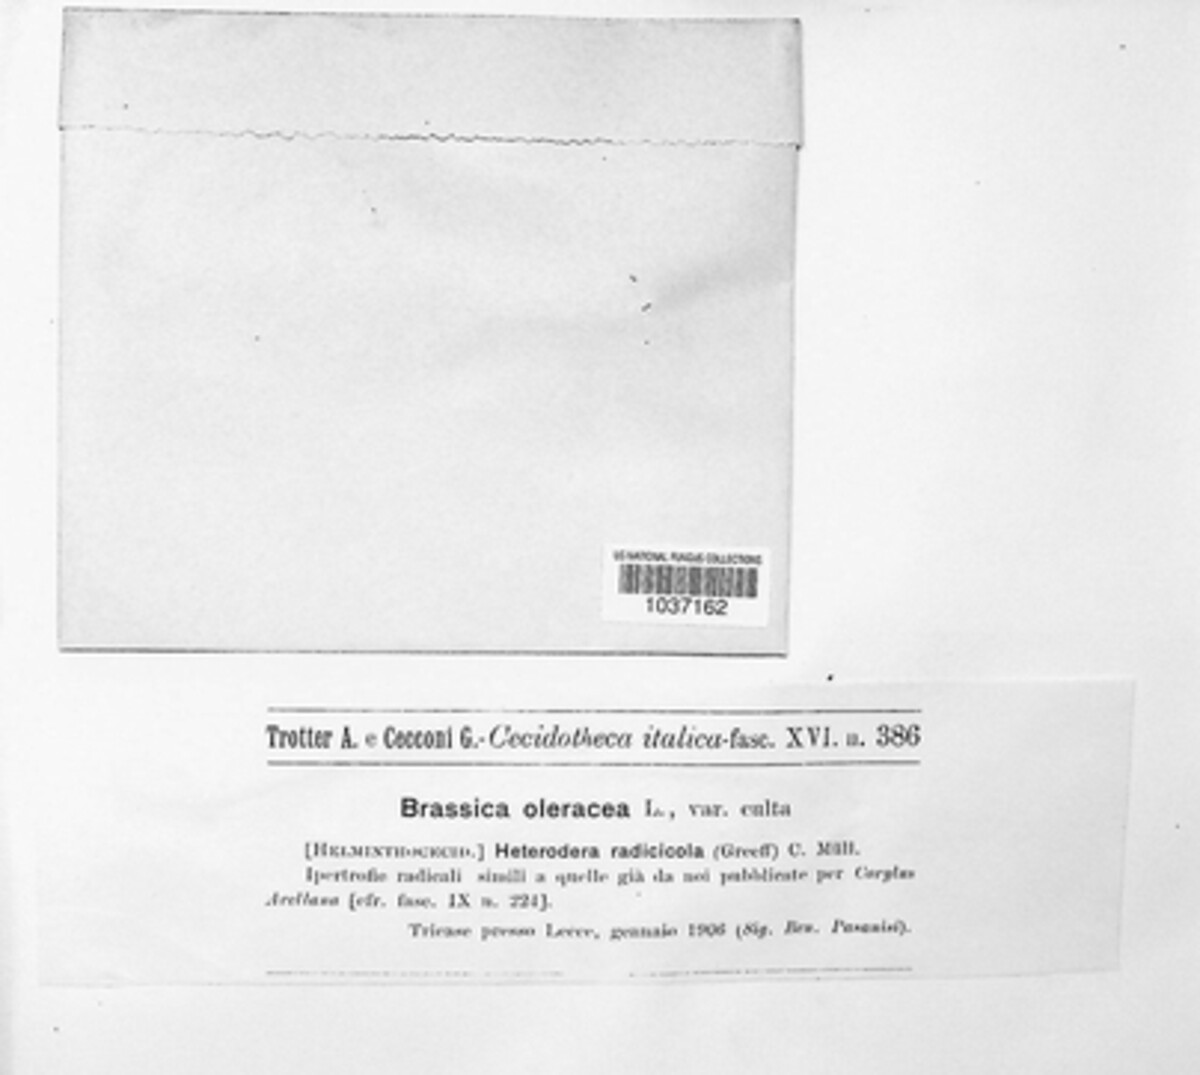 US NATIONAL FUNGUS COLLECTIONS
1037162
Trotter A. e Cecconi G.-Cecidotheca italica-fasc. XVI. n. 386
Brassica oleracea L., var. culta
[HELMINTHOCECID.] Heterodera radicicola (Greeff) C. Müll.
Ipertrofie radicali simili a quelle già da noi pubblicate per Corylus
Avellana [cfr. fasc. IX n. 224].
Tricase presso Lecce, gennaio 1906 (Sig. Ben. Pasanisi).